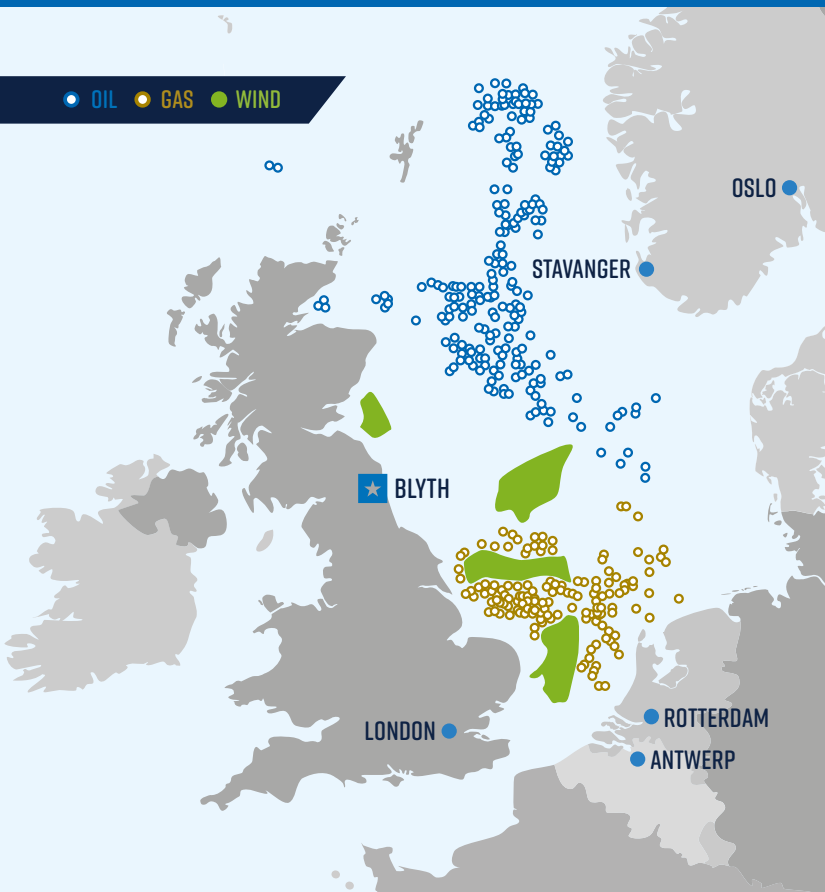 OIL GAS WIND
OSLO
STAVANGER
BLYTH
ROTTERDAM
LONDON
ANTWERP